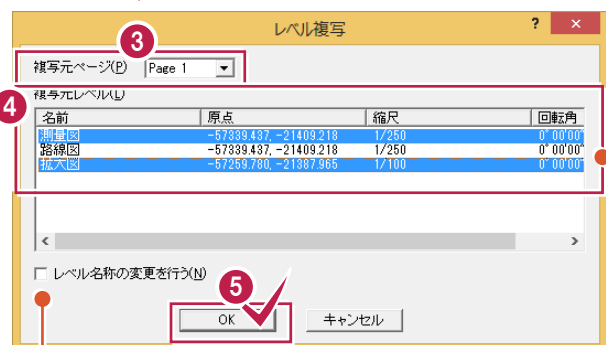 レベル複写
? ×
3
複写元ページ(P) Page 1
4
複写元レベル(L)
名前 原点 縮尺 回転角
測量図 -57339.437, -21409.218 1/250 0°00'00"
路線図 -57339.437, -21409.218 1/250 0°00'00"
拡大図 -57259.780, -21387.965 1/100 0°00'00"
< >
レベル名称の変更を行う(N)
5
OK キャンセル